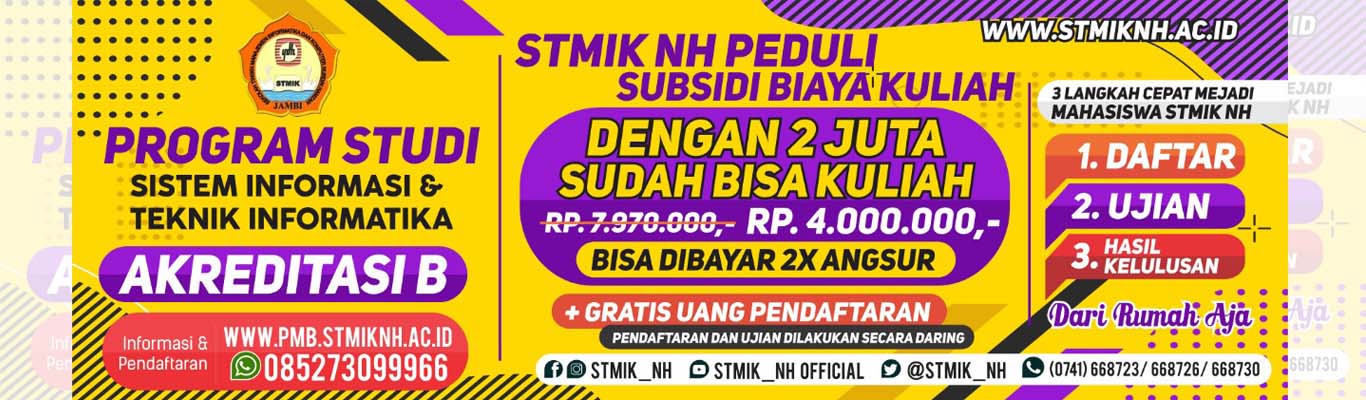 STMIK
JAMBI
PROGRAM STUDI
SISTEM INFORMASI &
TEKNIK INFORMATIKA
AKREDITASI B
Informasi &
Pendaftaran
WWW.PMB.STMIKNH.AC.ID
085273099966
STMIK NH PEDULI
SUBSIDI BIAYA KULIAH
DENGAN 2 JUTA
SUDAH BISA KULIAH
RP. 7.970.000,- RP. 4.000.000,-
BISA DIBAYAR 2X ANGSUR
+ GRATIS UANG PENDAFTARAN
PENDAFTARAN DAN UJIAN DILAKUKAN SECARA DARING
STMIK_NH STMIK_NH OFFICIAL @STMIK_NH (0741) 668723/ 668726/ 668730
WWW.STMIKNH.AC.ID
3 LANGKAH CEPAT MEJADI
MAHASISWA STMIK NH
1. DAFTAR
2. UJIAN
3. HASIL
KELULUSAN
Dari Rumah Aja